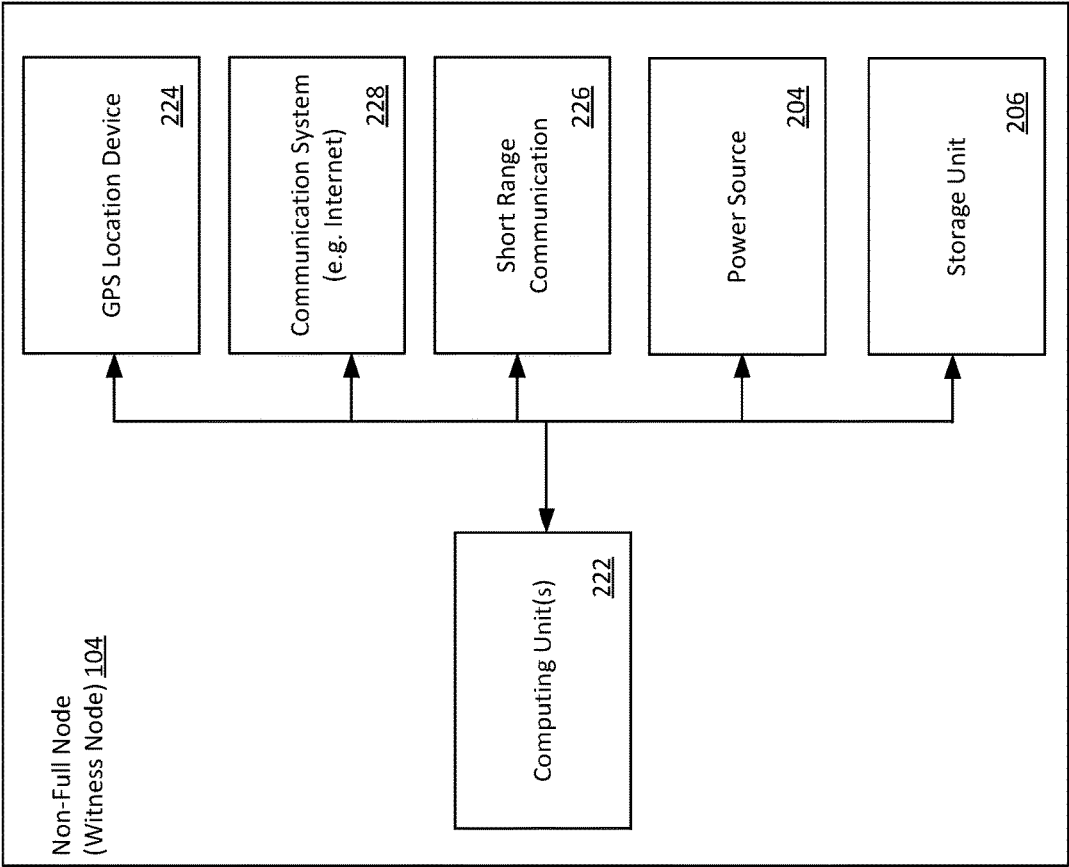 Non-Full Node
(Witness Node) 104
Computing Unit(s)
222
GPS Location Device
224
Communication System
(e.g. Internet)
228
Short Range
Communication
226
Power Source
204
Storage Unit
206